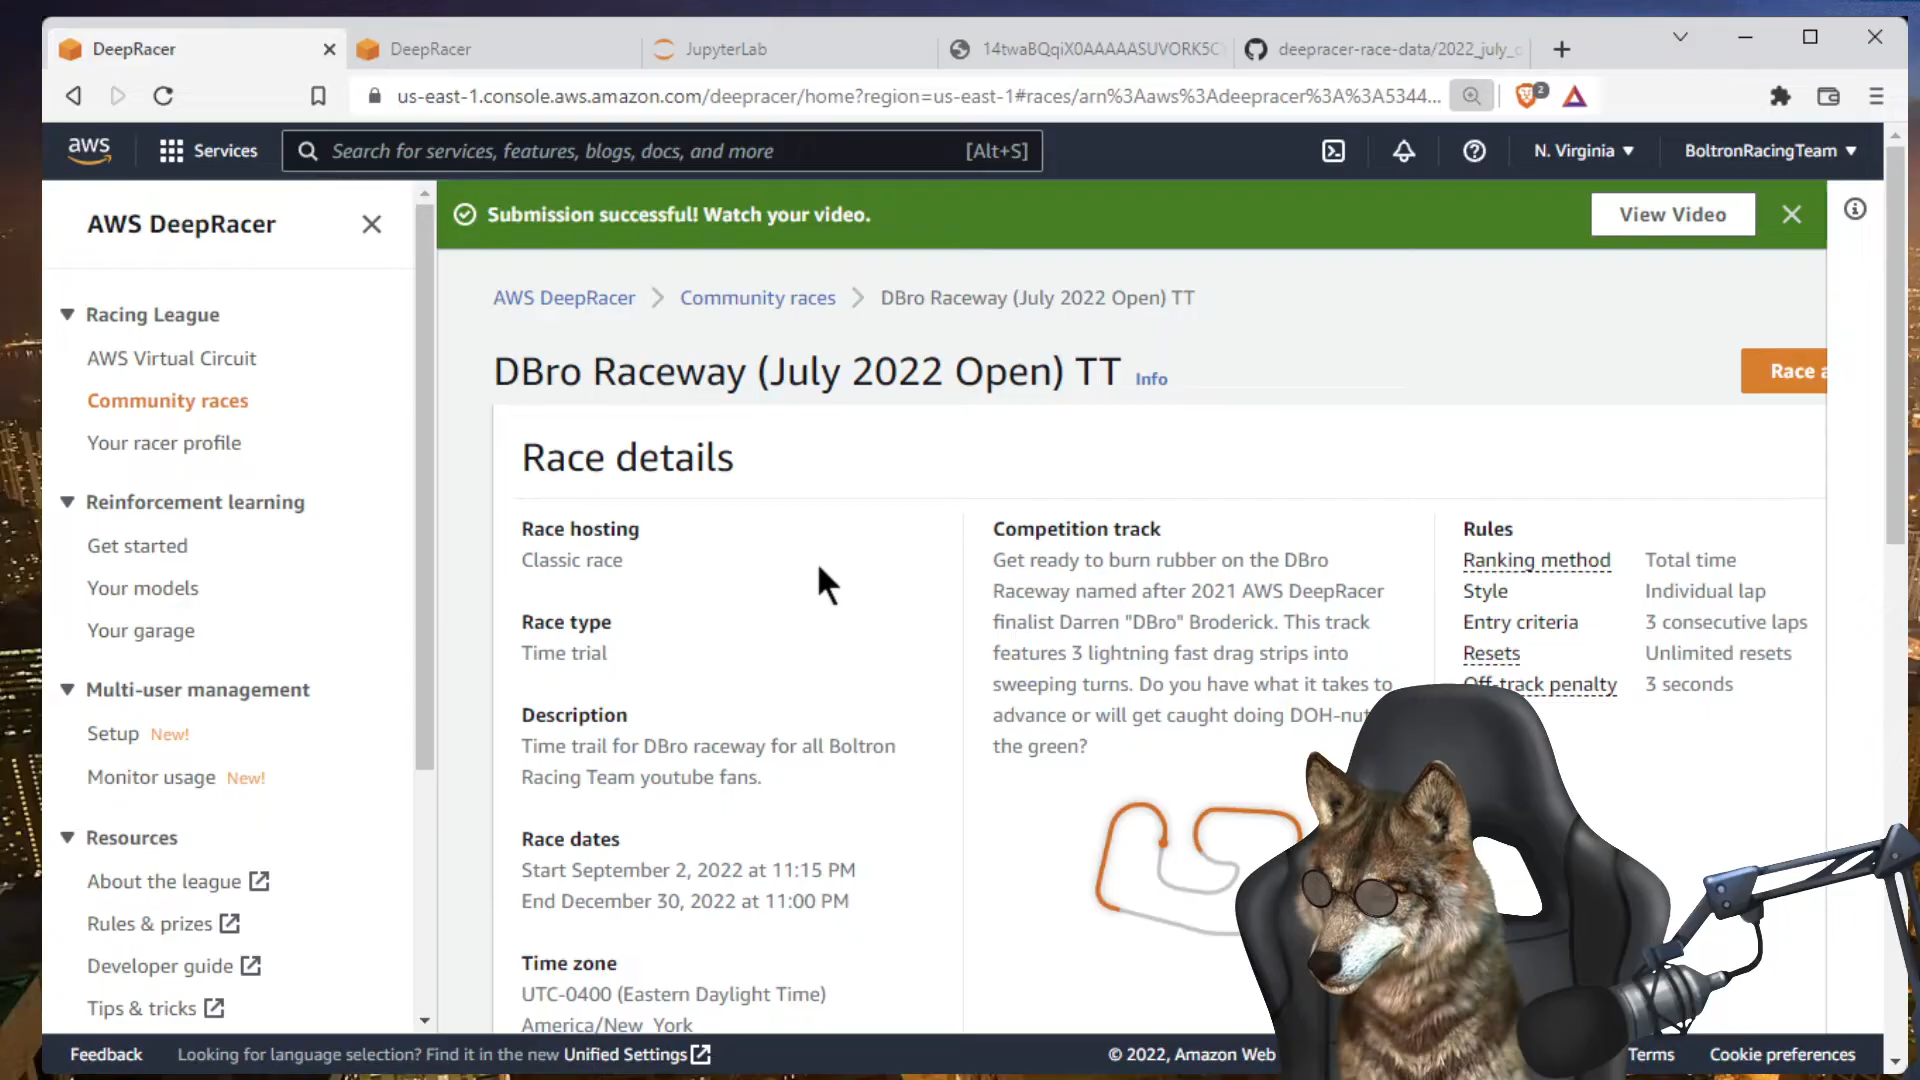 DeepRacer
DeepRacer
JupyterLab
deepracer-race-data/2022_july_o
us-east-1.console.aws.amazon.com/deepracer/home?region=us-east-1#races/arn%3Aaws%3Adeepracer%3A%3A5344...
2
aws
Services
Search for services, features, blogs, docs, and more
[Alt+S]
N. Virginia
BoltronRacingTeam
AWS DeepRacer
Submission successful! Watch your video.
View Video
Racing League
AWS Virtual Circuit
Community races
Your racer profile
Reinforcement learning
Get started
Your models
Your garage
Multi-user management
Setup New!
Monitor usage New!
Resources
About the league
Rules & prizes
Developer guide
Tips & tricks
AWS DeepRacer
Community races
DBro Raceway (July 2022 Open) TT
DBro Raceway (July 2022 Open) TT Info
Race a
Race details
Race hosting
Classic race
Race type
Time trial
Description
Time trail for DBro raceway for all Boltron
Racing Team youtube fans.
Race dates
Start September 2, 2022 at 11:15 PM
End December 30, 2022 at 11:00 PM
Time zone
UTC-0400 (Eastern Daylight Time)
America/New_York
Competition track
Get ready to burn rubber on the DBro
Raceway named after 2021 AWS DeepRacer
finalist Darren "DBro" Broderick. This track
features 3 lightning fast drag strips into
sweeping turns. Do you have what it takes to
advance or will get caught doing DOH-nut
the green?
Rules
Ranking method Total time
Style Individual lap
Entry criteria 3 consecutive laps
Resets Unlimited resets
Off-track penalty 3 seconds
Feedback
Looking for language selection? Find it in the new Unified Settings
© 2022, Amazon Web
Terms
Cookie preferences